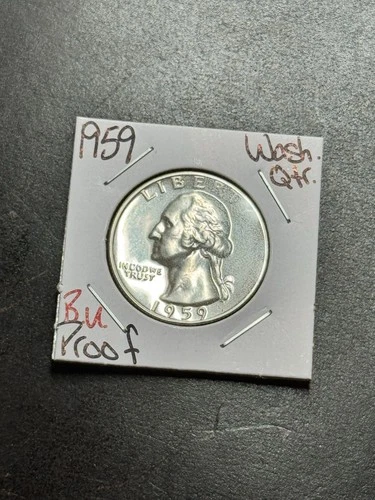 1959
Wash.
Qtr.
LIBERTY
IN GOD WE
TRUST
1959
B.U.
Proof